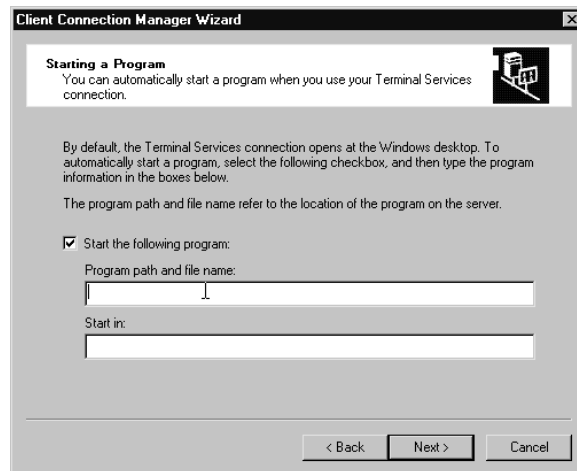 Client Connection Manager Wizard
Starting a Program
You can automatically start a program when you use your Terminal Services
connection.
By default, the Terminal Services connection opens at the Windows desktop. To
automatically start a program, select the following checkbox, and then type the program
information in the boxes below.
The program path and file name refer to the location of the program on the server.
Start the following program:
Program path and file name:
Start in:
< Back
Next >
Cancel